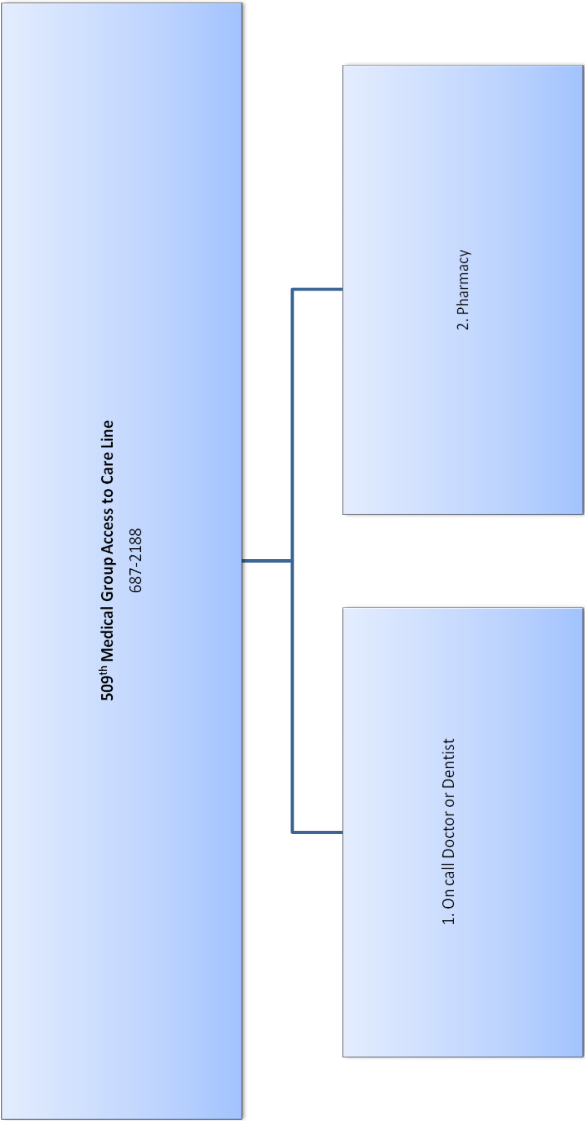 509th Medical Group Access to Care Line
687-2188
1. On call Doctor or Dentist
2. Pharmacy